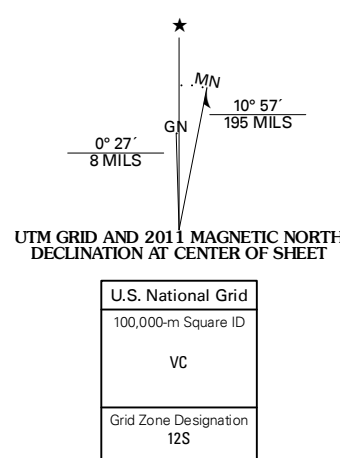 ★
MN
10° 57´
195 MILS
GN
0° 27´
8 MILS
UTM GRID AND 2011 MAGNETIC NORTH
DECLINATION AT CENTER OF SHEET
U.S. National Grid
100,000-m Square ID
VC
Grid Zone Designation
12S